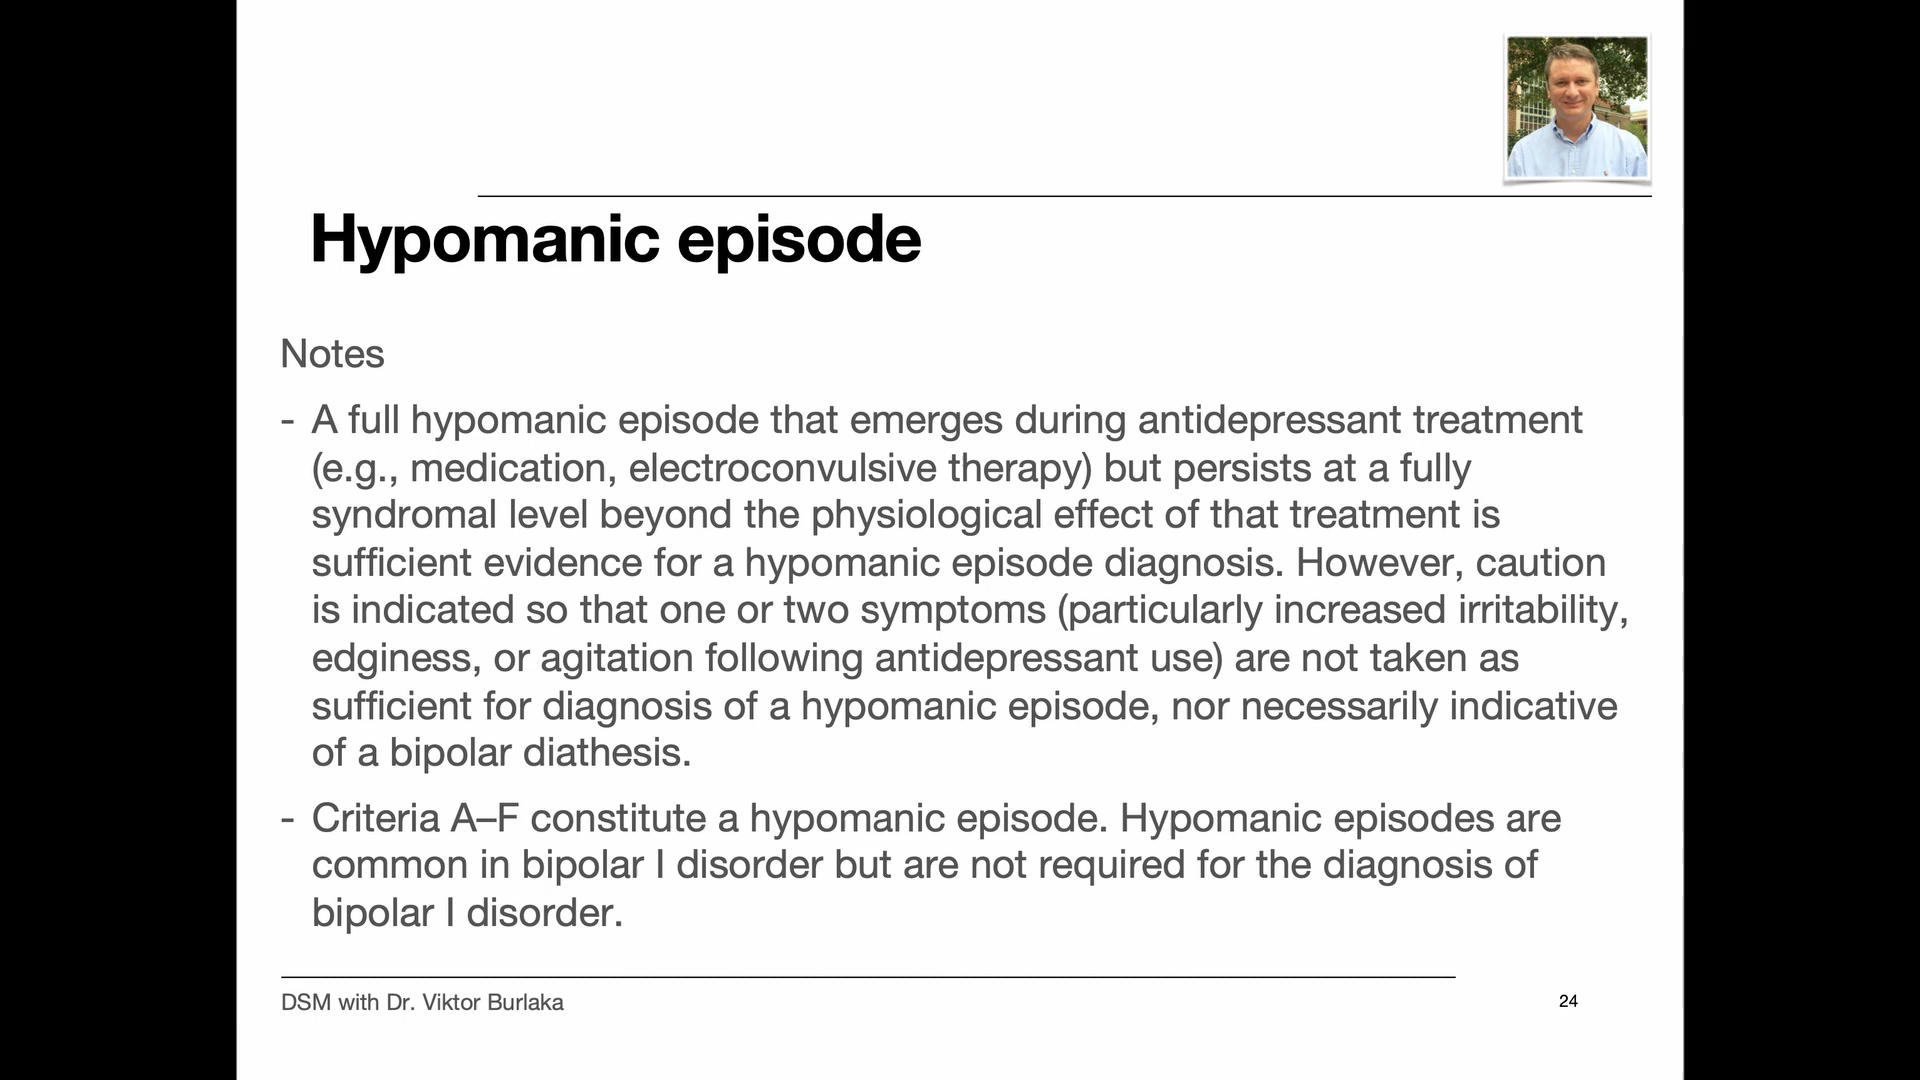 Hypomanic episode
Notes
- A full hypomanic episode that emerges during antidepressant treatment
(e.g., medication, electroconvulsive therapy) but persists at a fully
syndromal level beyond the physiological effect of that treatment is
sufficient evidence for a hypomanic episode diagnosis. However, caution
is indicated so that one or two symptoms (particularly increased irritability,
edginess, or agitation following antidepressant use) are not taken as
sufficient for diagnosis of a hypomanic episode, nor necessarily indicative
of a bipolar diathesis.
- Criteria A–F constitute a hypomanic episode. Hypomanic episodes are
common in bipolar I disorder but are not required for the diagnosis of
bipolar I disorder.
DSM with Dr. Viktor Burlaka
24